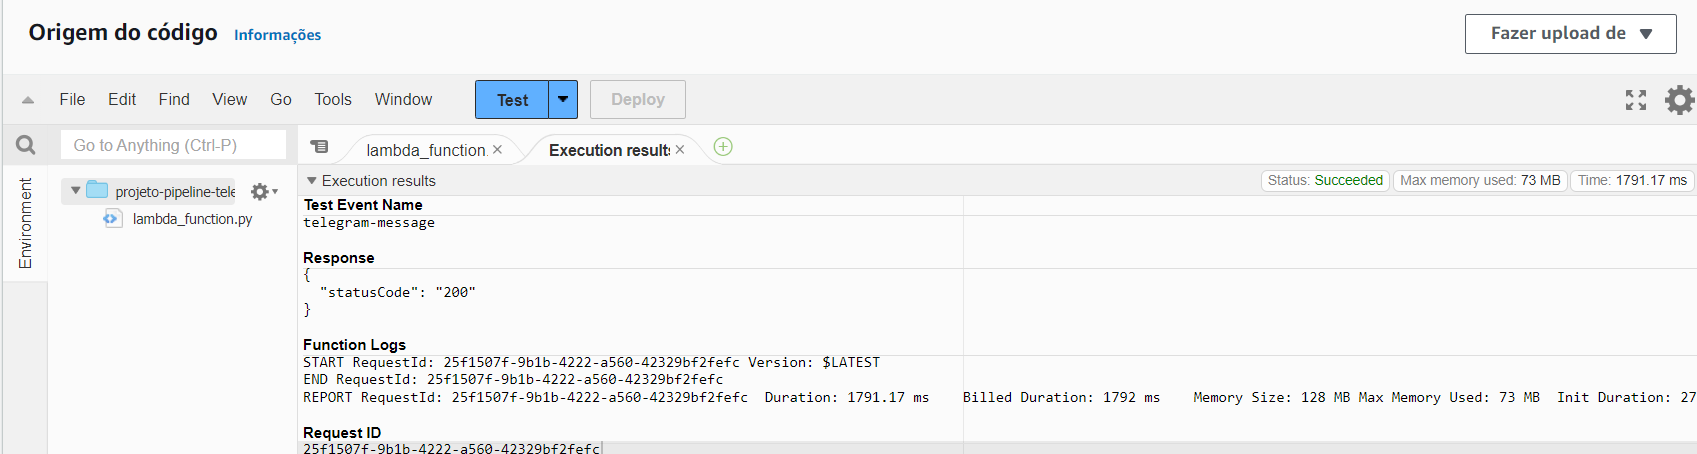 Origem do código Informações Fazer upload de
File Edit Find View Go Tools Window Test Deploy
Go to Anything (Ctrl-P) lambda_function. Execution results
Environment
projeto-pipeline-tele
lambda_function.py
Execution results Status: Succeeded Max memory used: 73 MB Time: 1791.17 ms
Test Event Name
telegram-message
Response
{
"statusCode": "200"
}
Function Logs
START RequestId: 25f1507f-9b1b-4222-a560-42329bf2fefc Version: $LATEST
END RequestId: 25f1507f-9b1b-4222-a560-42329bf2fefc
REPORT RequestId: 25f1507f-9b1b-4222-a560-42329bf2fefc Duration: 1791.17 ms Billed Duration: 1792 ms Memory Size: 128 MB Max Memory Used: 73 MB Init Duration: 27
Request ID
25f1507f-9b1b-4222-a560-42329bf2fefc